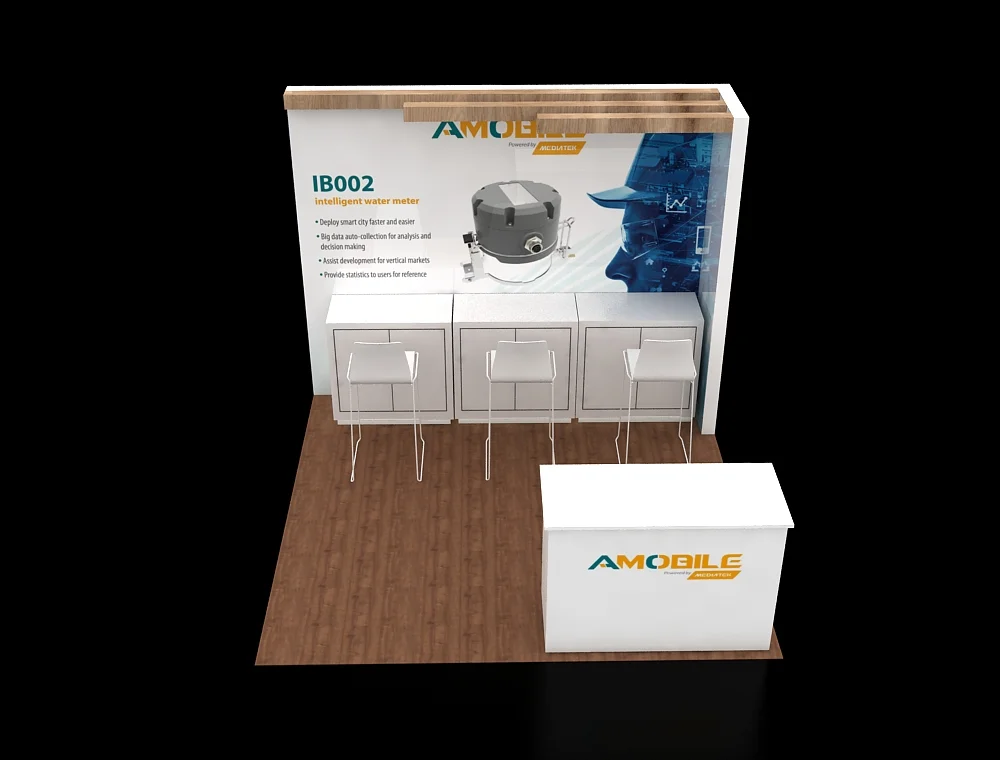 AMOBILE
Powered by MEDIATEK
IB002
intelligent water meter
• Deploy smart city faster and easier
• Big data auto-collection for analysis and
decision making
• Assist development for vertical markets
• Provide statistics to users for reference
AMOBILE
Powered by MEDIATEK